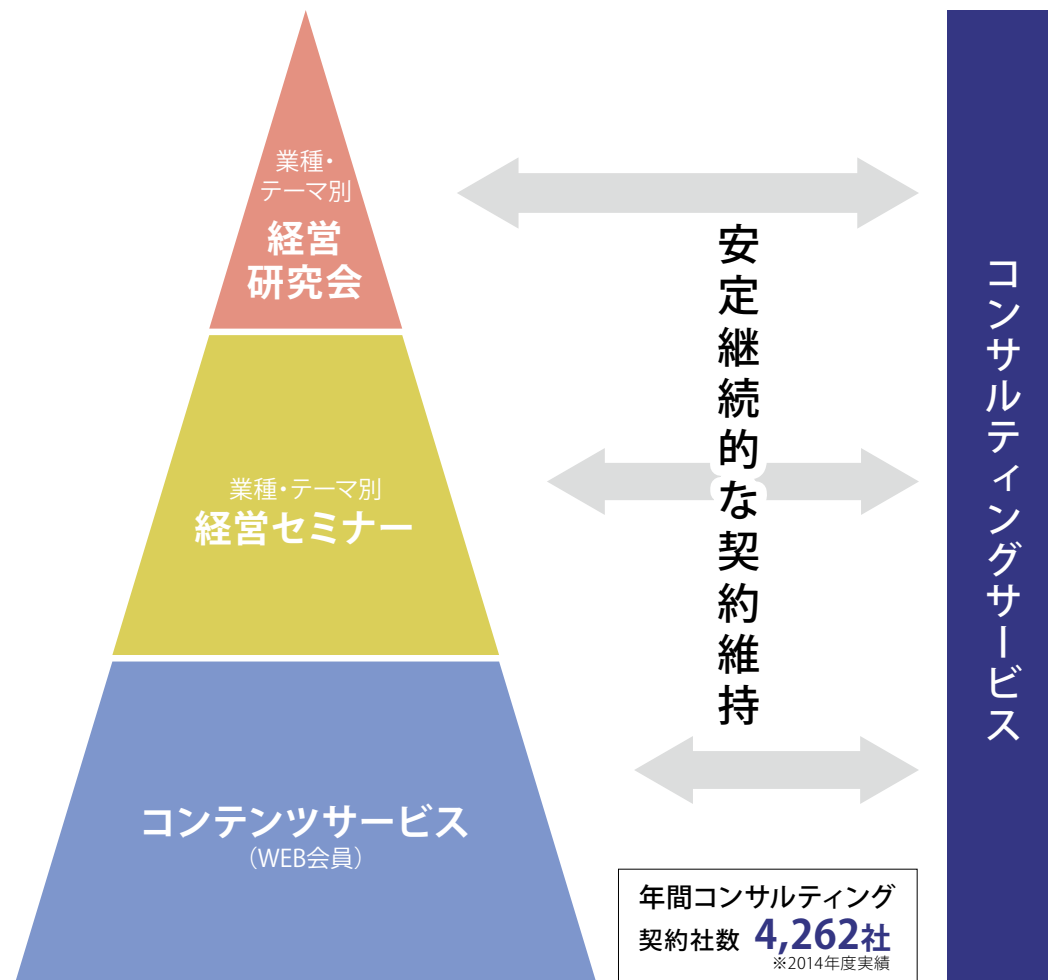 業種・
テーマ別
経営
研究会
業種・テーマ別
経営セミナー
コンテンツサービス
（WEB会員）
安定継続的な契約維持
コンサルティングサービス
年間コンサルティング
契約社数 4,262社
※2014年度実績